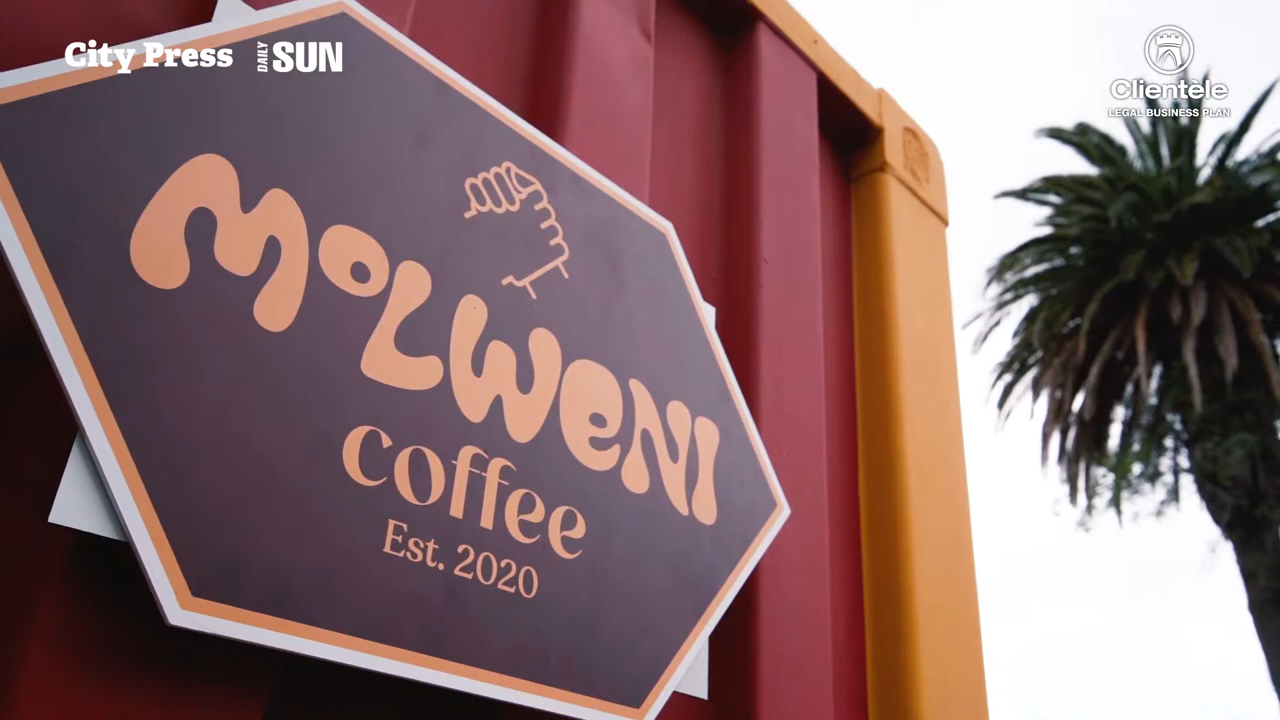 City Press
DAILY SUN
Clientèle
LEGAL BUSINESS PLAN
MOLWENI
coffee
Est. 2020